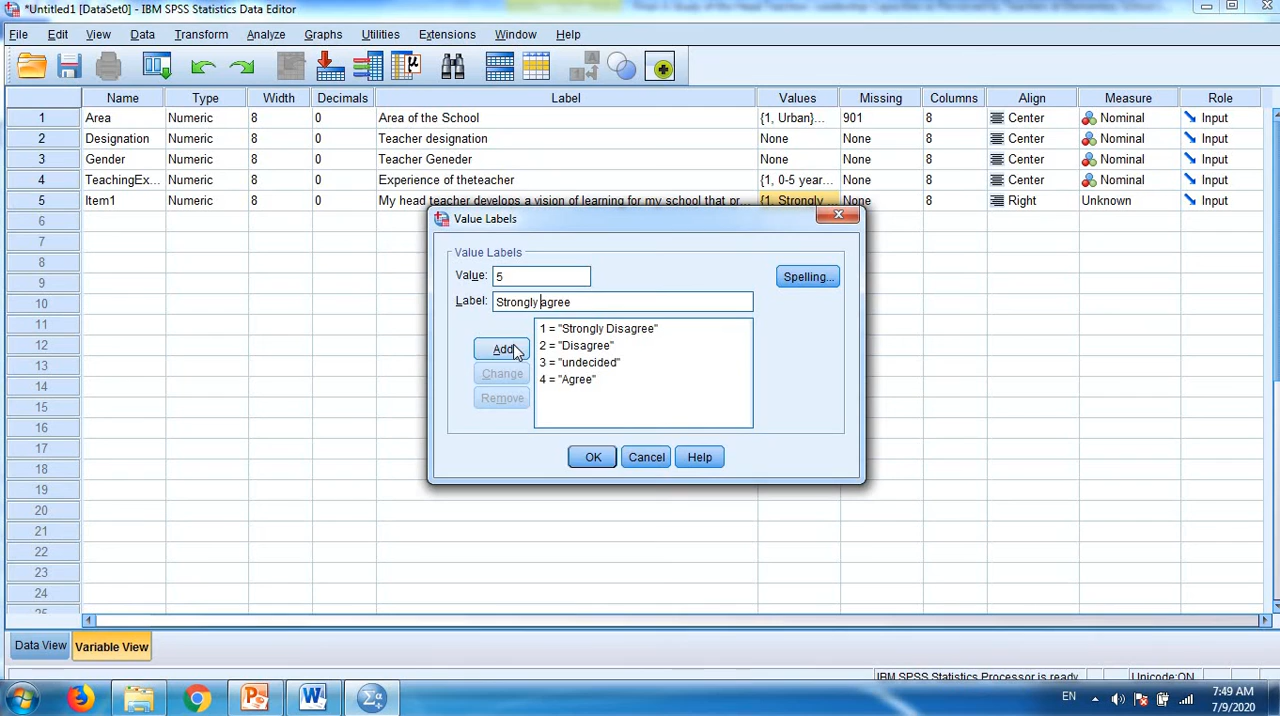 *Untitled1 [DataSet0] - IBM SPSS Statistics Data Editor
File Edit View Data Transform Analyze Graphs Utilities Extensions Window Help
Name Type Width Decimals Label Values Missing Columns Align Measure Role
1 Area Numeric 8 0 Area of the School {1, Urban}... 901 8 Center Nominal Input
2 Designation Numeric 8 0 Teacher designation None None 8 Center Nominal Input
3 Gender Numeric 8 0 Teacher Geneder None None 8 Center Nominal Input
4 TeachingEx... Numeric 8 0 Experience of theteacher {1, 0-5 year... None 8 Center Nominal Input
5 Item1 Numeric 8 0 My head teacher develops a vision of learning for my school that pr... {1, Strongly None 8 Right Unknown Input
6
7
8
9
10
11
12
13
14
15
16
17
18
19
20
21
22
23
24
25
Value Labels
Value Labels
Value: 5
Spelling...
Label: Strongly agree
Add
Change
Remove
1 = "Strongly Disagree"
2 = "Disagree"
3 = "undecided"
4 = "Agree"
OK Cancel Help
Data View Variable View
IBM SPSS Statistics Processor is ready Unicode:ON
EN
7:49 AM
7/9/2020